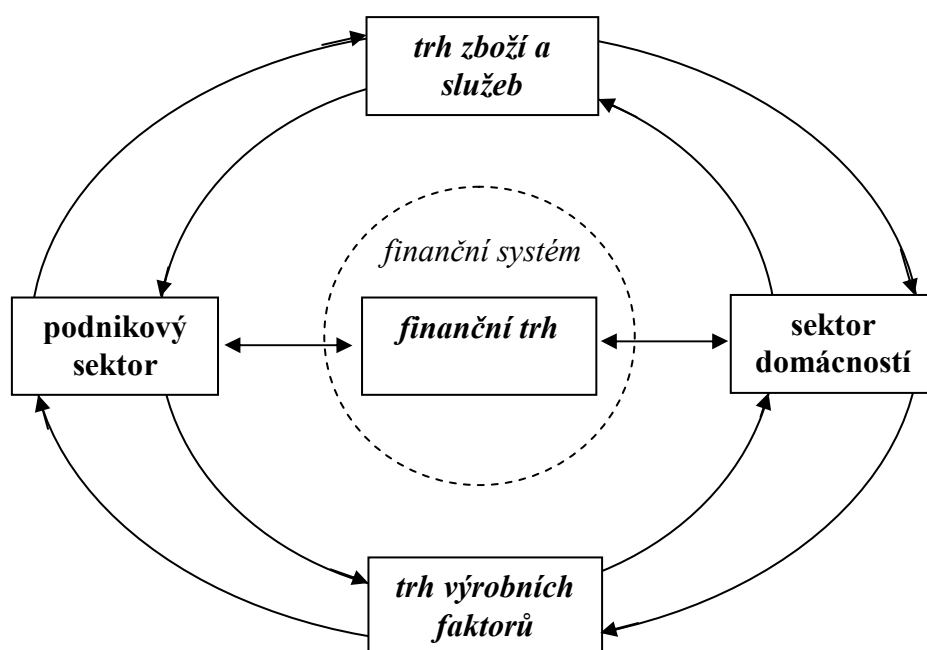 trh zboží a
služeb
finanční systém
podnikový
sektor
finanční trh
sektor
domácností
trh výrobních
faktorů